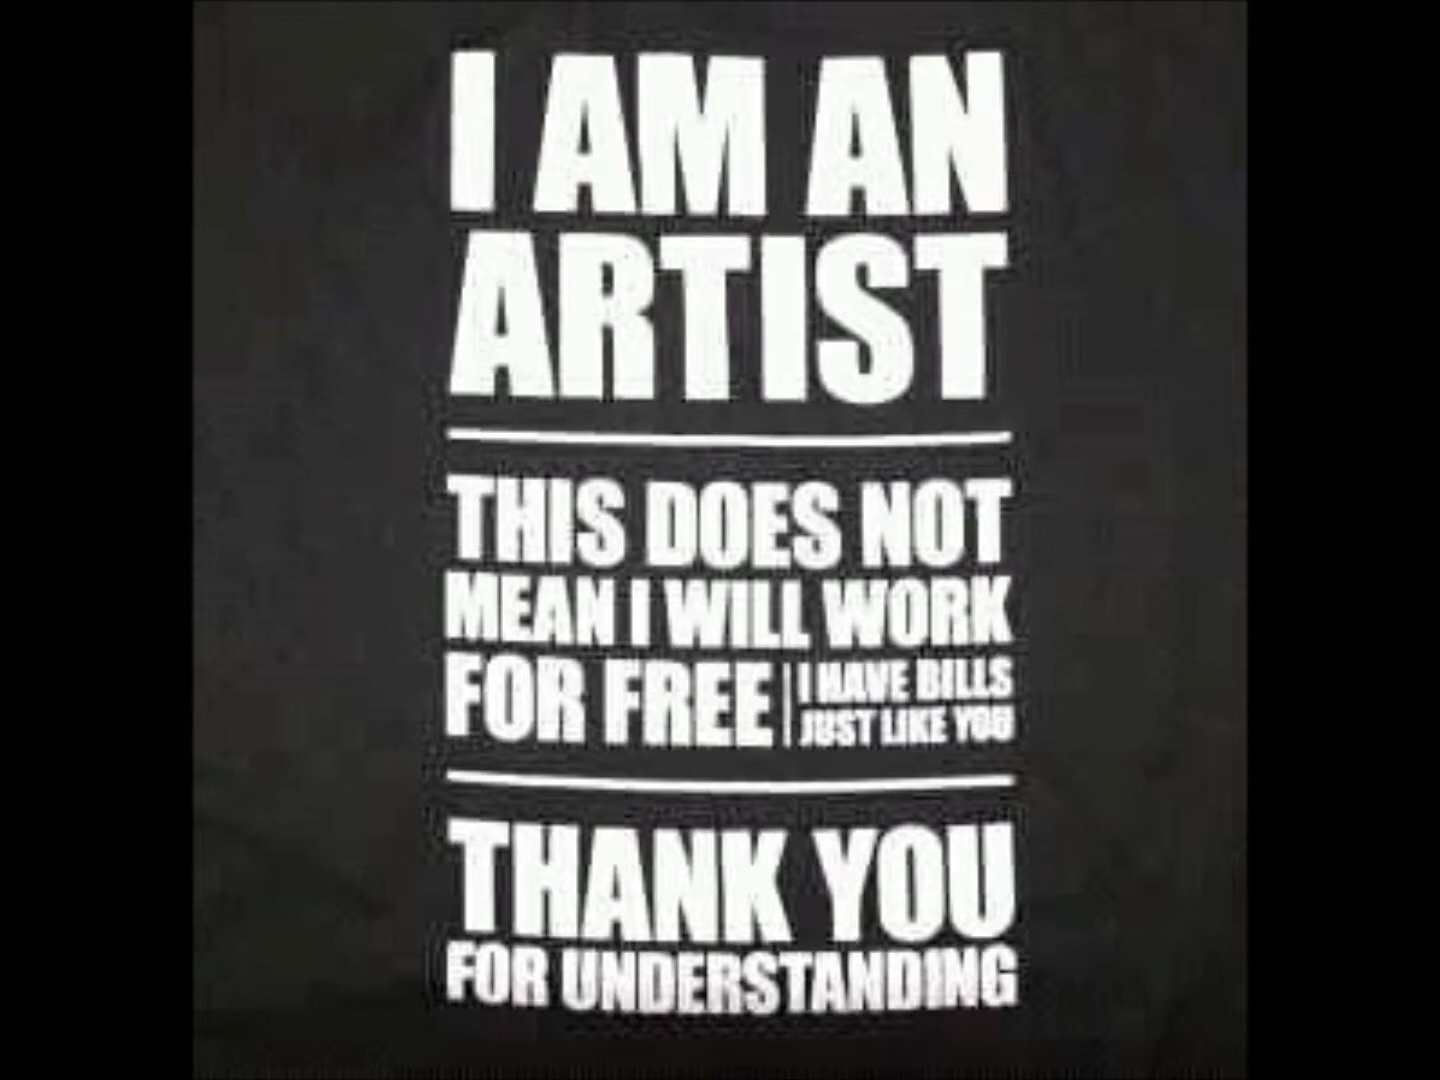 I AM AN
ARTIST
THIS DOES NOT
MEAN I WILL WORK
FOR FREE
I HAVE BILLS
JUST LIKE YOU
THANK YOU
FOR UNDERSTANDING